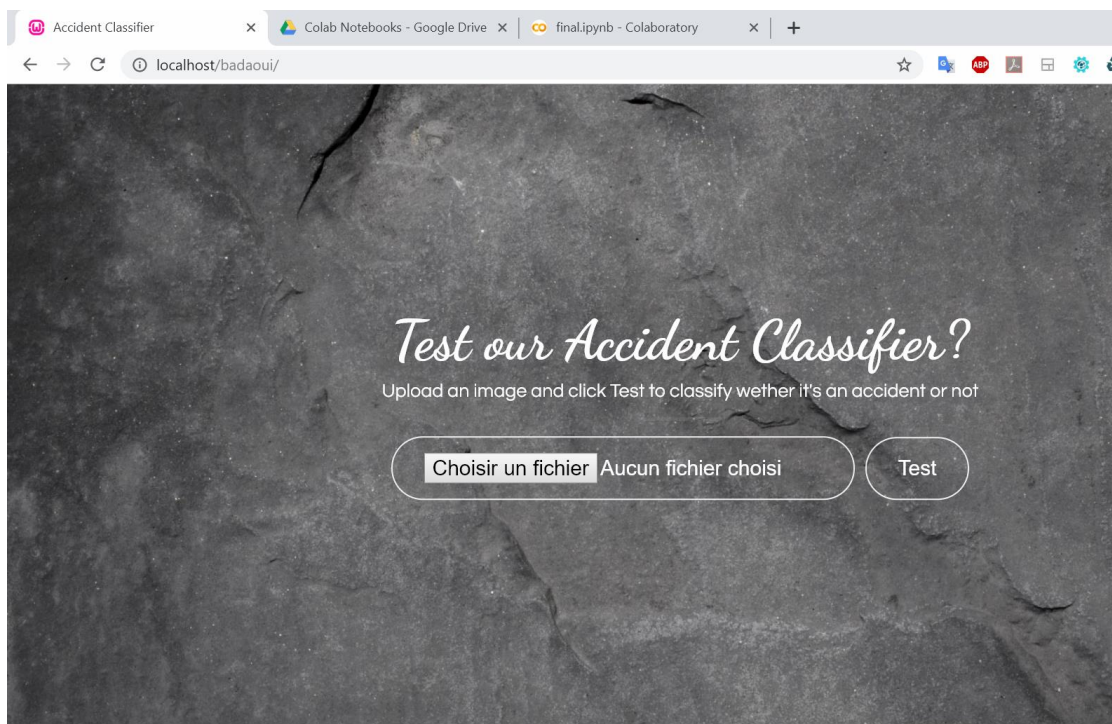 Accident Classifier
Colab Notebooks - Google Drive
final.ipynb - Colaboratory
localhost/badaoui/
ABP
Test our Accident Classifier?
Upload an image and click Test to classify wether it's an accident or not
Choisir un fichier Aucun fichier choisi
Test